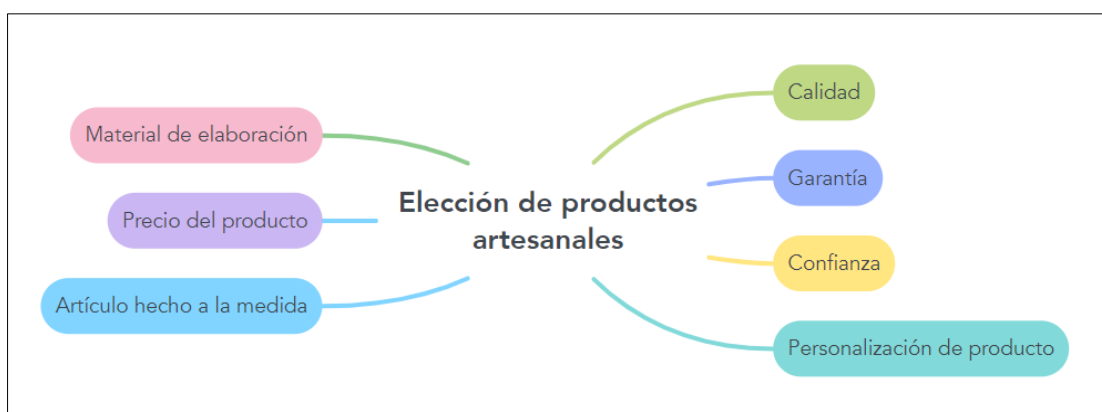 Calidad
Material de elaboración
Garantía
Elección de productos
artesanales
Precio del producto
Confianza
Artículo hecho a la medida
Personalización de producto